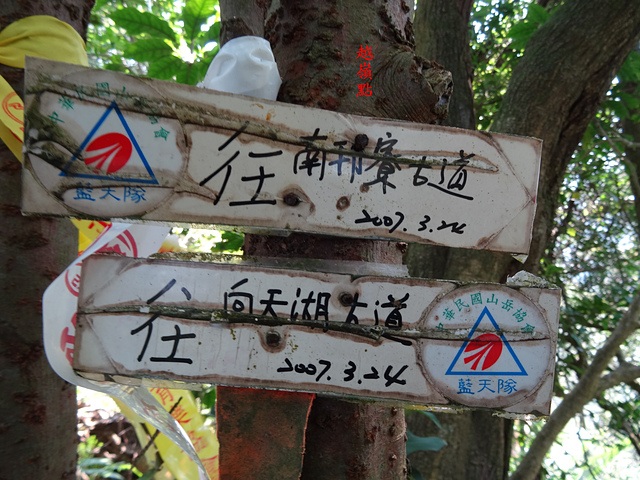 中華民國山岳協會
藍天隊
往 南邦寮古道
2007.3.24
往 向天湖古道
2007.3.24
中華民國山岳協會
藍天隊